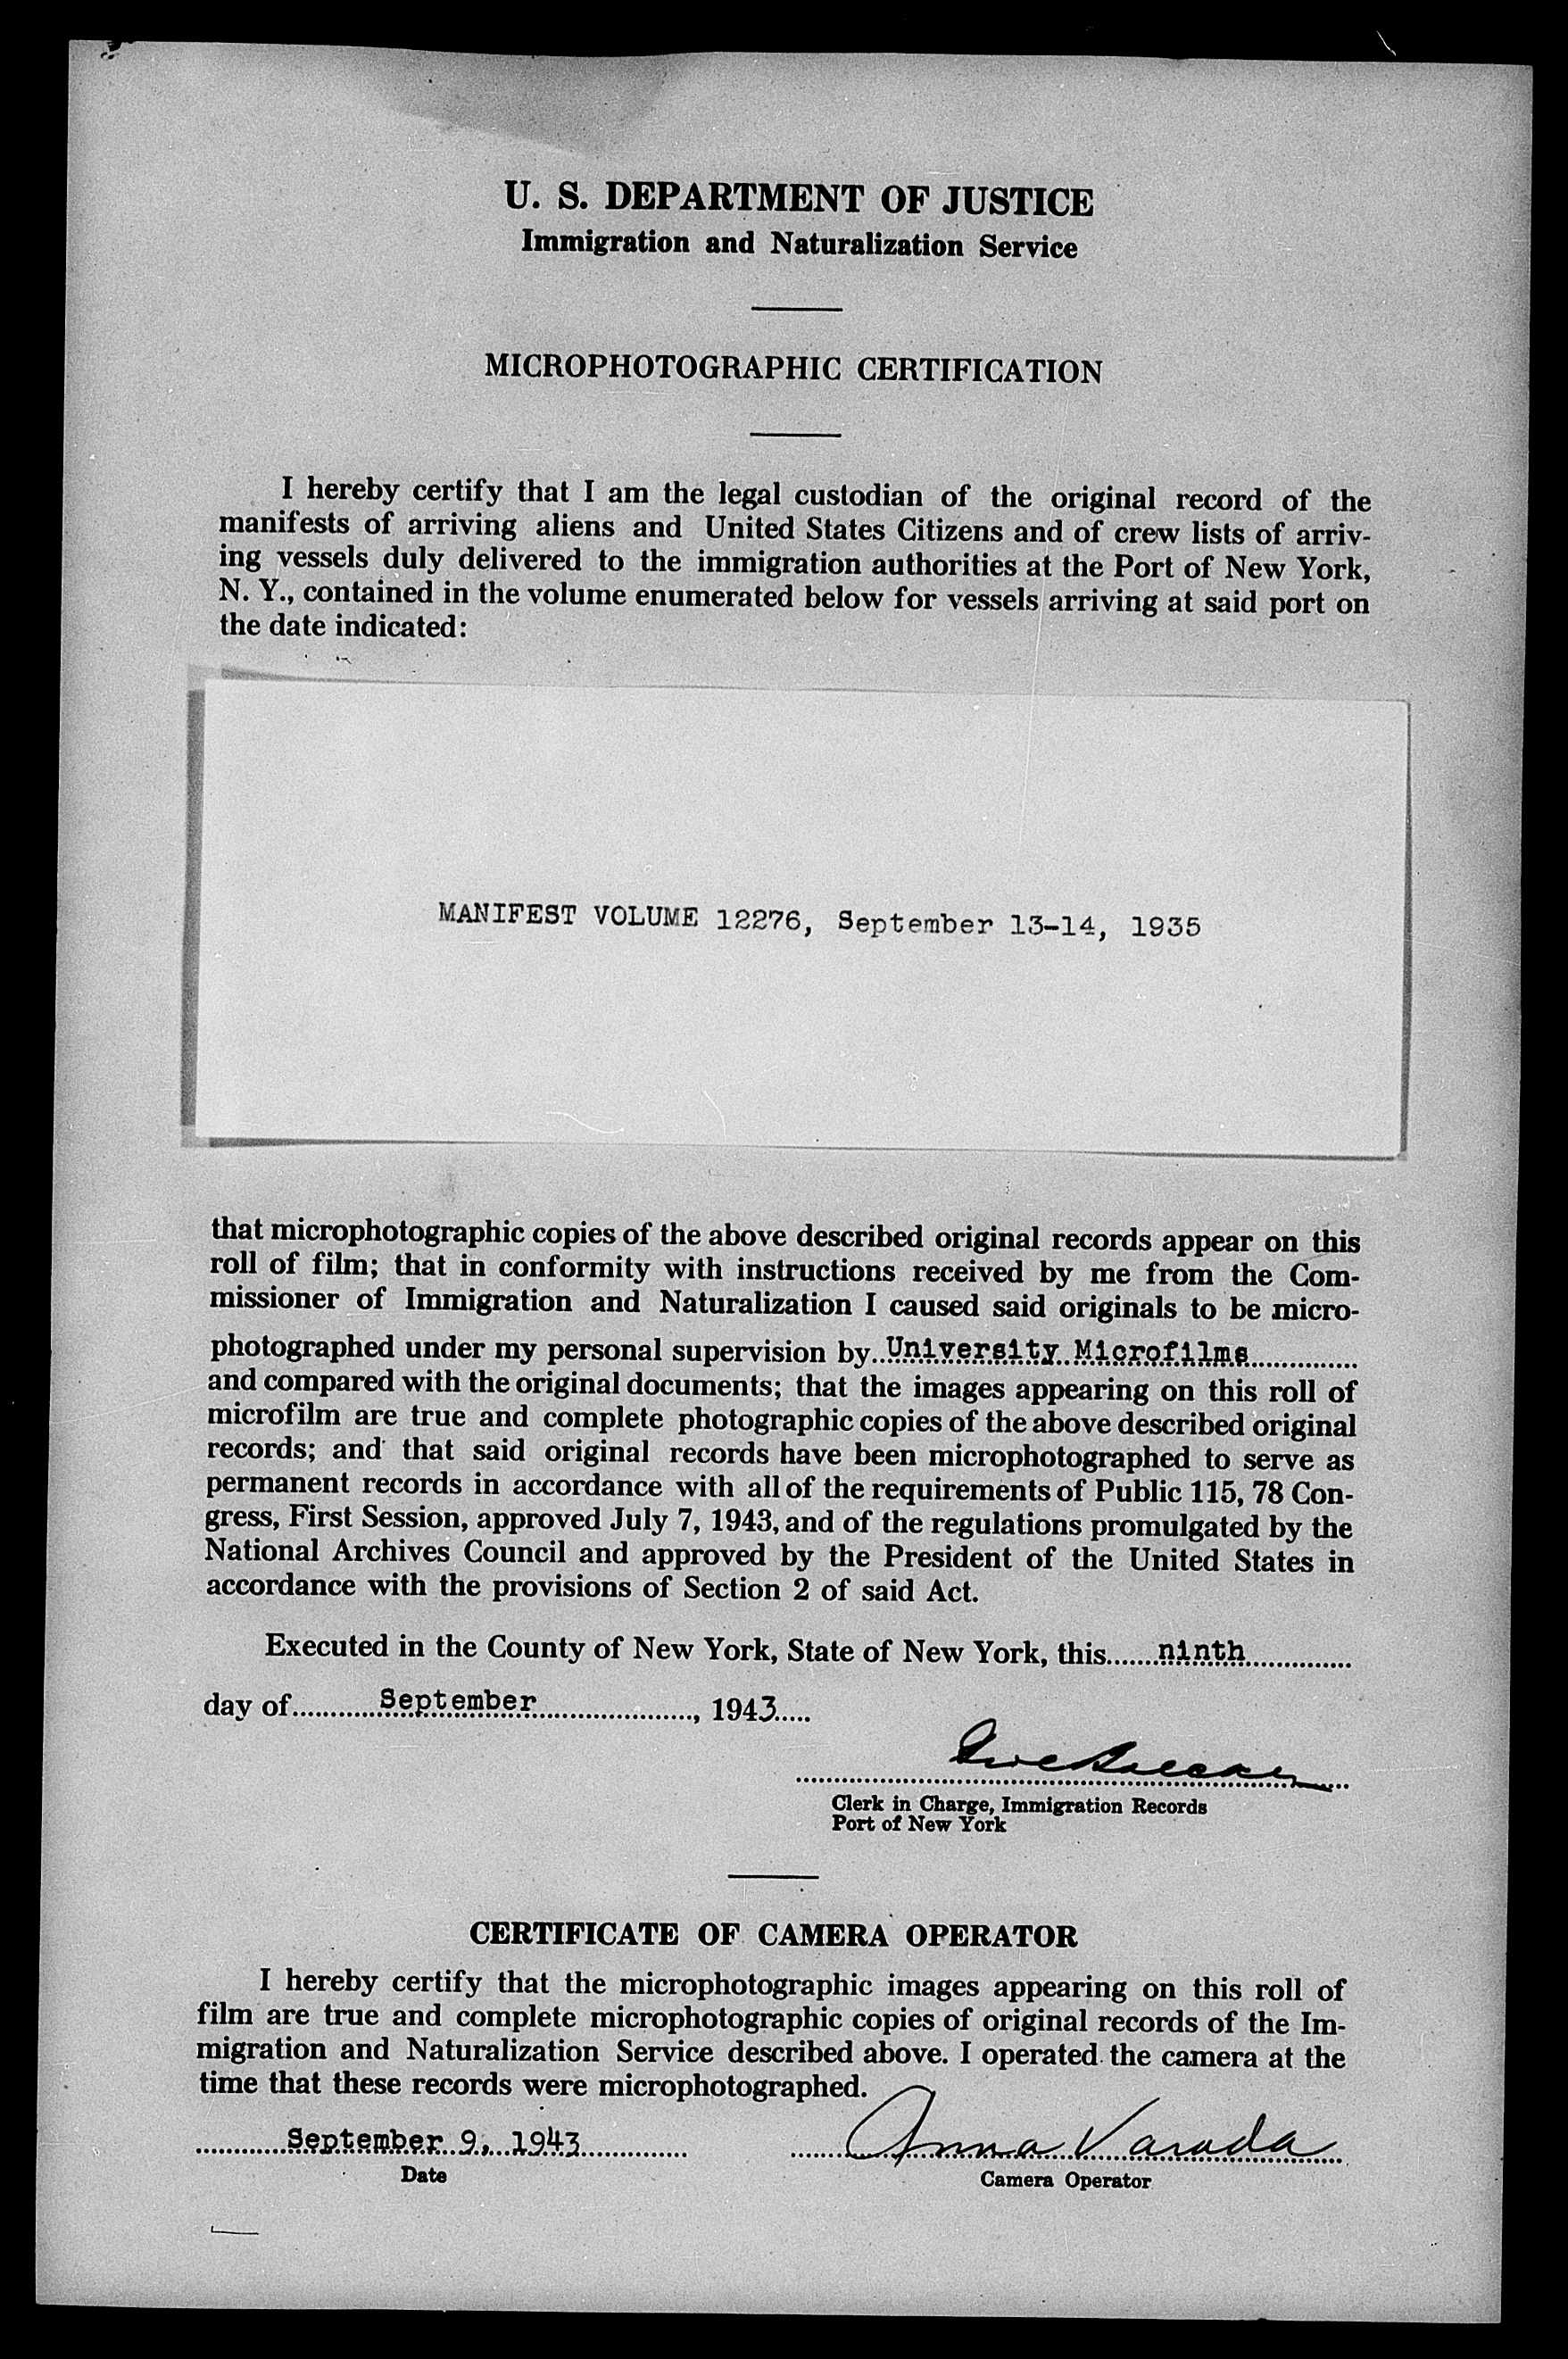 U. S. DEPARTMENT OF JUSTICE
Immigration and Naturalization Service
MICROPHOTOGRAPHIC CERTIFICATION
I hereby certify that I am the legal custodian of the original record of the
manifests of arriving aliens and United States Citizens and of crew lists of arriv-
ing vessels duly delivered to the immigration authorities at the Port of New York,
N. Y., contained in the volume enumerated below for vessels arriving at said port on
the date indicated:
MANIFEST VOLUME 12276, September 13-14, 1935
that microphotographic copies of the above described original records appear on this
roll of film; that in conformity with instructions received by me from the Com-
missioner of Immigration and Naturalization I caused said originals to be micro-
photographed under my personal supervision by University Microfilms
and compared with the original documents; that the images appearing on this roll of
microfilm are true and complete photographic copies of the above described original
records; and that said original records have been microphotographed to serve as
permanent records in accordance with all of the requirements of Public 115, 78 Con-
gress, First Session, approved July 7, 1943, and of the regulations promulgated by the
National Archives Council and approved by the President of the United States in
accordance with the provisions of Section 2 of said Act.
Executed in the County of New York, State of New York, this ninth
day of September, 1943
Clerk in Charge, Immigration Records
Port of New York
CERTIFICATE OF CAMERA OPERATOR
I hereby certify that the microphotographic images appearing on this roll of
film are true and complete microphotographic copies of original records of the Im-
migration and Naturalization Service described above. I operated the camera at the
time that these records were microphotographed.
September 9, 1943 Anna Varada
Date
Camera Operator